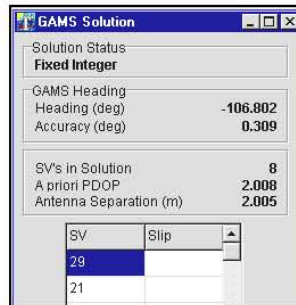 GAMS Solution
Solution Status
Fixed Integer
GAMS Heading
Heading (deg) -106.802
Accuracy (deg) 0.309
SV's in Solution 8
A priori PDOP 2.008
Antenna Separation (m) 2.005
SV Slip
29
21